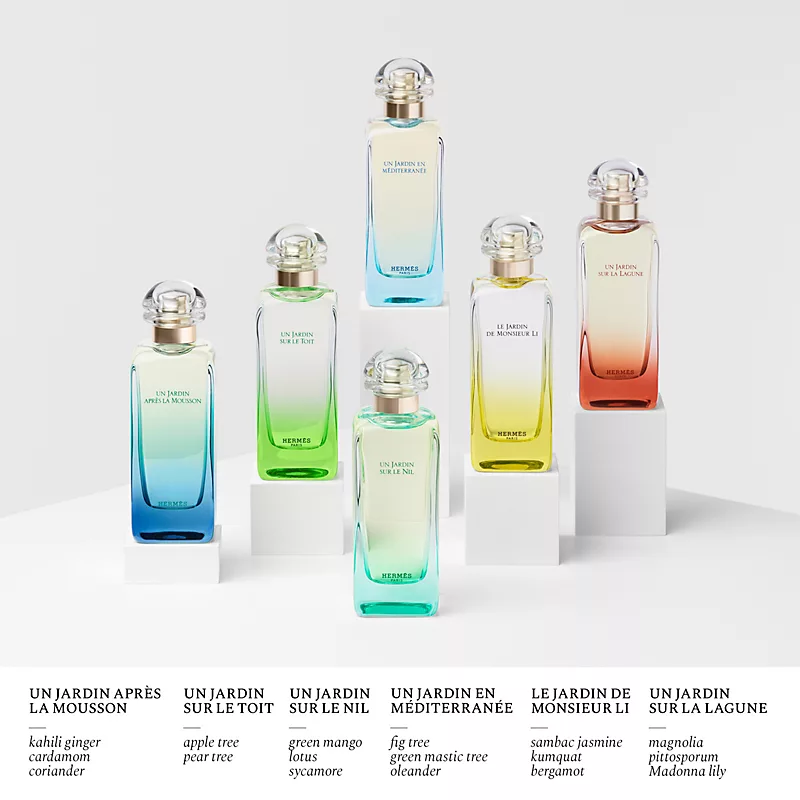 UN JARDIN EN
MÉDITERRANÉE
HERMÈS
PARIS
UN JARDIN
SUR LA LAGUNE
HERMÈS
UN JARDIN
SUR LE TOIT
HERMÈS
PARIS
LE JARDIN
DE MONSIEUR LI
HERMÈS
PARIS
UN JARDIN
APRÈS LA MOUSSON
HERMÈS
UN JARDIN
SUR LE NIL
HERMÈS
PARIS
UN JARDIN APRÈS
LA MOUSSON
kahili ginger
cardamom
coriander
UN JARDIN
SUR LE TOIT
apple tree
pear tree
UN JARDIN
SUR LE NIL
green mango
lotus
sycamore
UN JARDIN EN
MÉDITERRANÉE
fig tree
green mastic tree
oleander
LE JARDIN DE
MONSIEUR LI
sambac jasmine
kumquat
bergamot
UN JARDIN
SUR LA LAGUNE
magnolia
pittosporum
Madonna lily